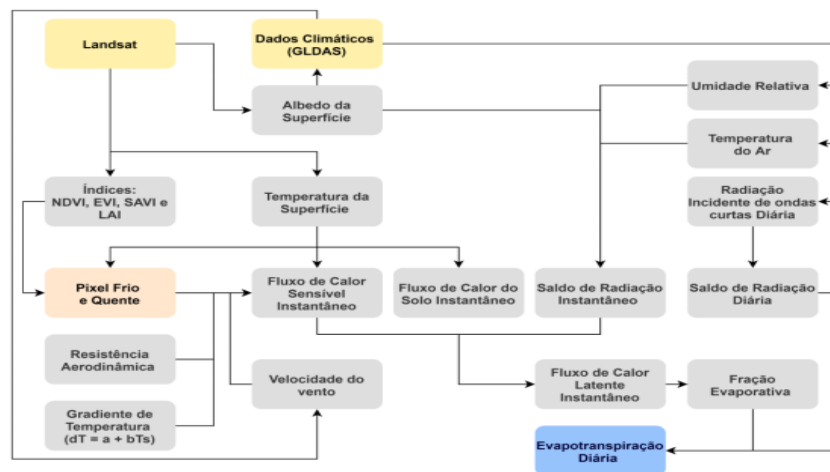 Landsat
Dados Climáticos
(GLDAS)
Albedo da
Superfície
Umidade Relativa
Temperatura
do Ar
Índices:
NDVI, EVI, SAVI e
LAI
Temperatura da
Superfície
Radiação
Incidente de ondas
curtas Diária
Pixel Frio
e Quente
Fluxo de Calor
Sensível
Instantâneo
Fluxo de Calor do
Solo Instantâneo
Saldo de Radiação
Instantâneo
Saldo de Radiação
Diária
Resistência
Aerodinâmica
Velocidade do
vento
Fluxo de Calor
Latente
Instantâneo
Fração
Evaporativa
Gradiente de
Temperatura
(dT = a + bTs)
Evapotranspiração
Diária